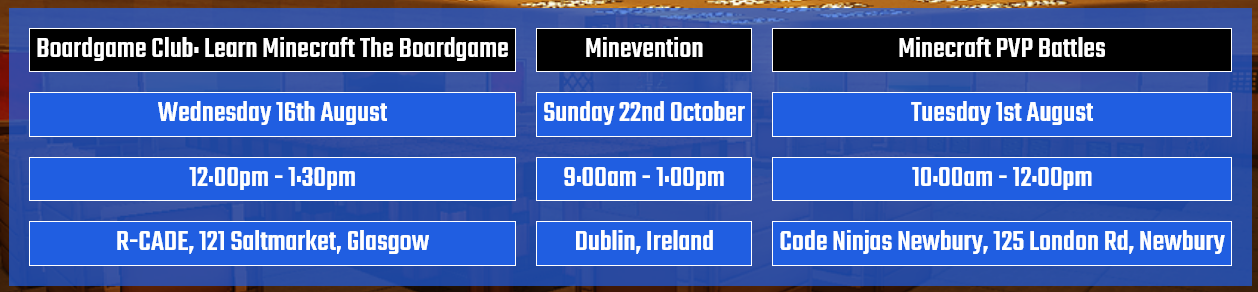 Boardgame Club: Learn Minecraft The Boardgame
Minevention
Minecraft PVP Battles
Wednesday 16th August
Sunday 22nd October
Tuesday 1st August
12:00pm - 1:30pm
9:00am - 1:00pm
10:00am - 12:00pm
R-CADE, 121 Saltmarket, Glasgow
Dublin, Ireland
Code Ninjas Newbury, 125 London Rd, Newbury